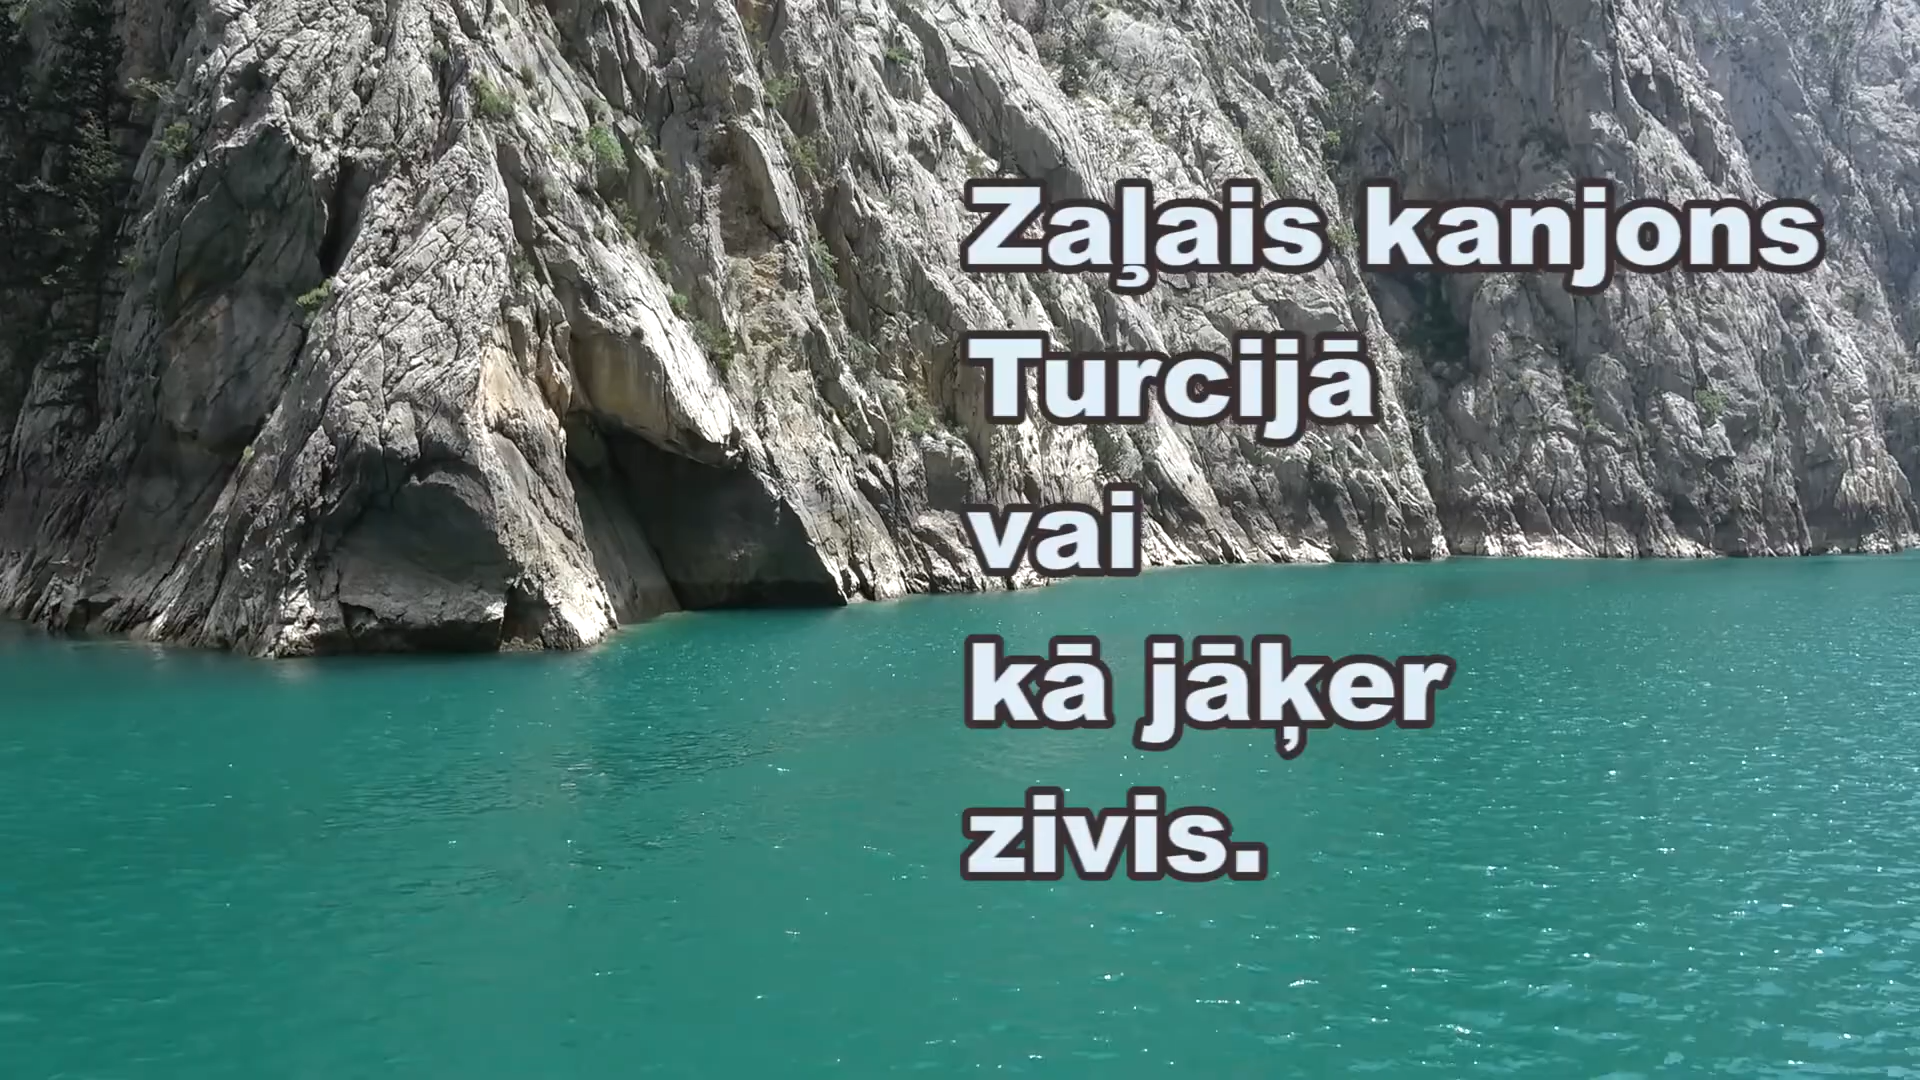 Zaļais kanjons
Turcijā
vai
kā jāķer
zivis.